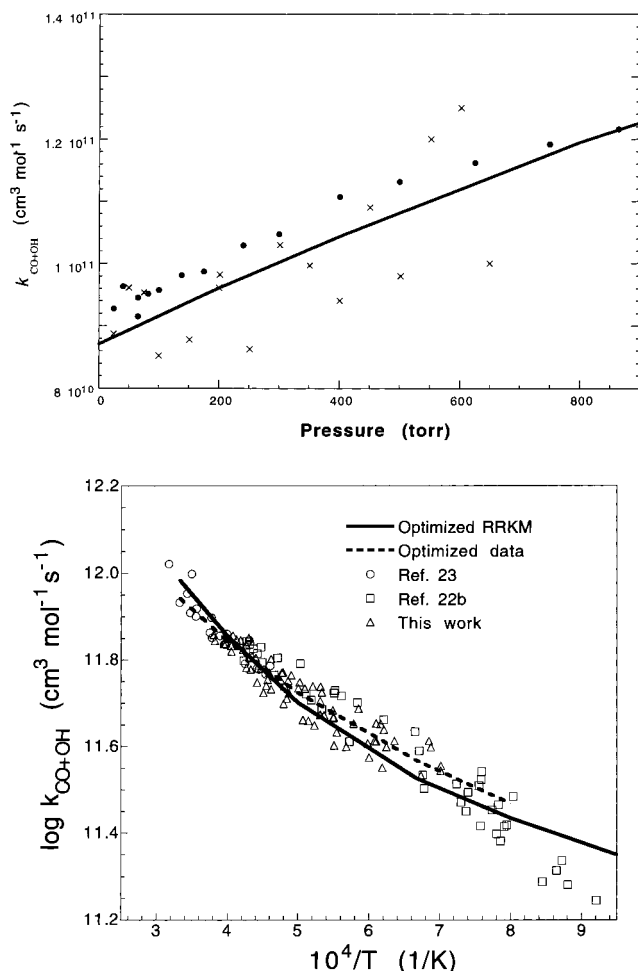 1.4 10¹¹
1.2 10¹¹
1 10¹¹
8 10¹⁰
k CO+OH (cm³ mol⁻¹ s⁻¹)
0 200 400 600 800
Pressure (torr)
12.2
12.0
11.8
11.6
11.4
11.2
log k CO+OH (cm³ mol⁻¹ s⁻¹)
Optimized RRKM
Optimized data
Ref. 23
Ref. 22b
This work
3 4 5 6 7 8 9
10⁴/T (1/K)